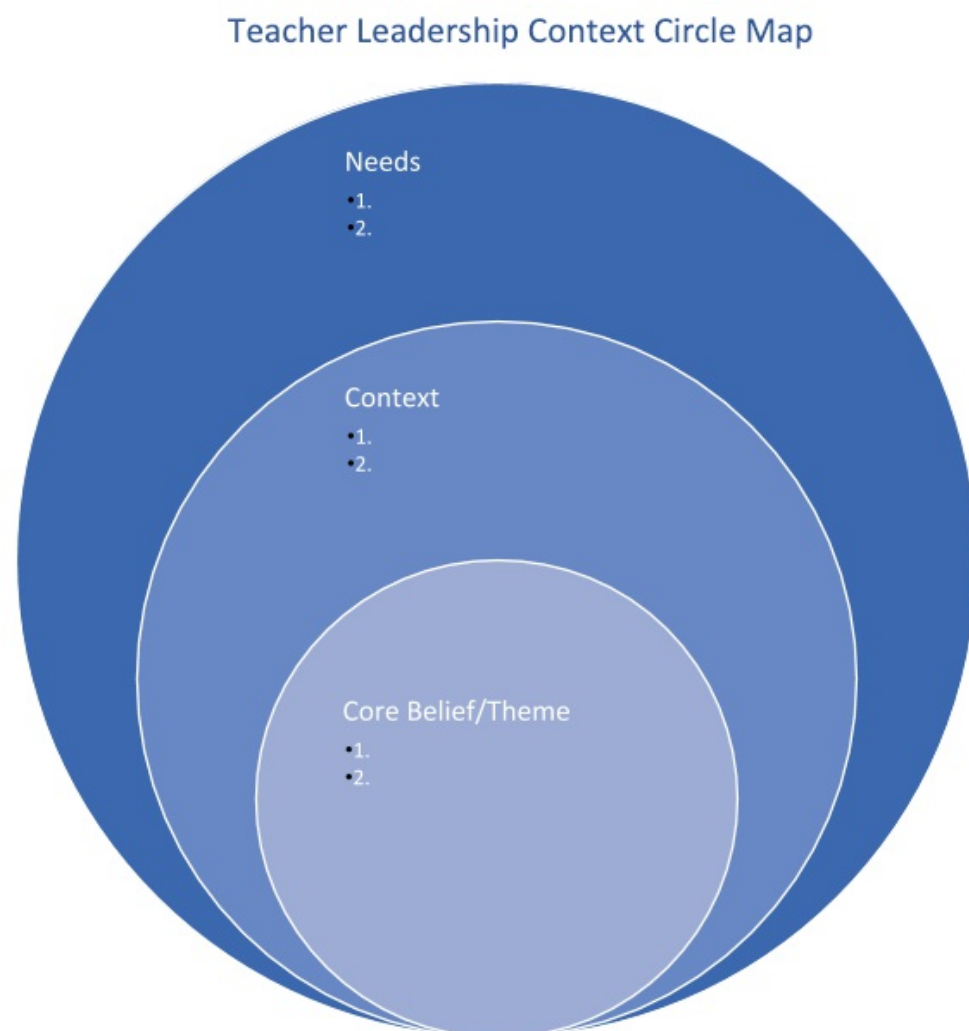 Teacher Leadership Context Circle Map
Needs
•1.
•2.
Context
•1.
•2.
Core Belief/Theme
•1.
•2.